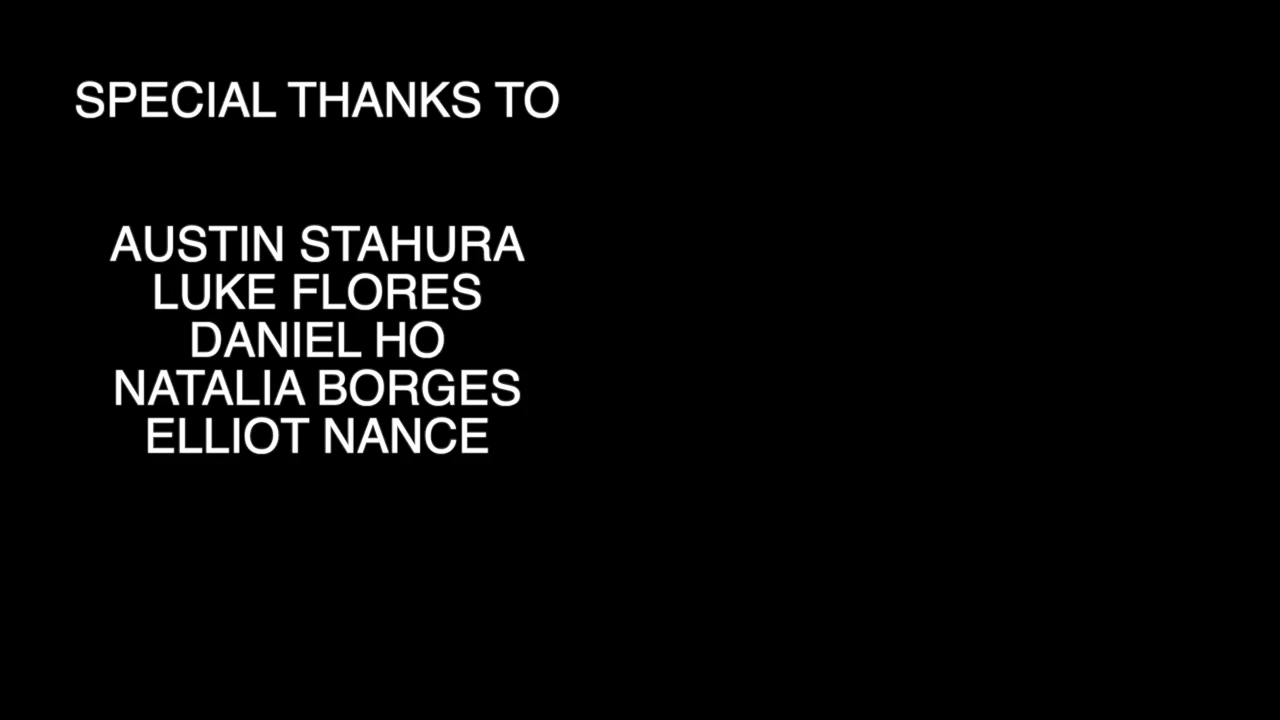 SPECIAL THANKS TO
AUSTIN STAHURA
LUKE FLORES
DANIEL HO
NATALIA BORGES
ELLIOT NANCE